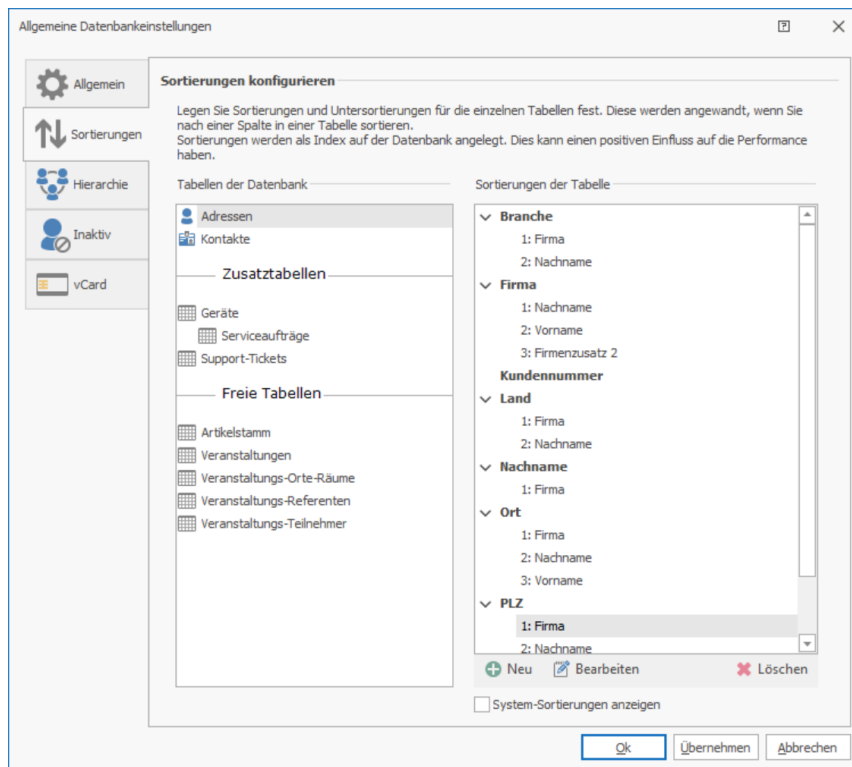 Allgemeine Datenbankeinstellungen
Allgemein
Sortierungen
Hierarchie
Inaktiv
vCard
Sortierungen konfigurieren
Legen Sie Sortierungen und Untersortierungen für die einzelnen Tabellen fest. Diese werden angewandt, wenn Sie
nach einer Spalte in einer Tabelle sortieren.
Sortierungen werden als Index auf der Datenbank angelegt. Dies kann einen positiven Einfluss auf die Performance
haben.
Tabellen der Datenbank
Adressen
Kontakte
Zusatztabellen
Geräte
Serviceaufträge
Support-Tickets
Freie Tabellen
Artikelstamm
Veranstaltungen
Veranstaltungs-Orte-Räume
Veranstaltungs-Referenten
Veranstaltungs-Teilnehmer
Sortierungen der Tabelle
Branche
1: Firma
2: Nachname
Firma
1: Nachname
2: Vorname
3: Firmenzusatz 2
Kundennummer
Land
1: Firma
2: Nachname
Nachname
1: Firma
Ort
1: Firma
2: Nachname
3: Vorname
PLZ
1: Firma
2: Nachname
Neu Bearbeiten Löschen
System-Sortierungen anzeigen
Ok Übernehmen Abbrechen